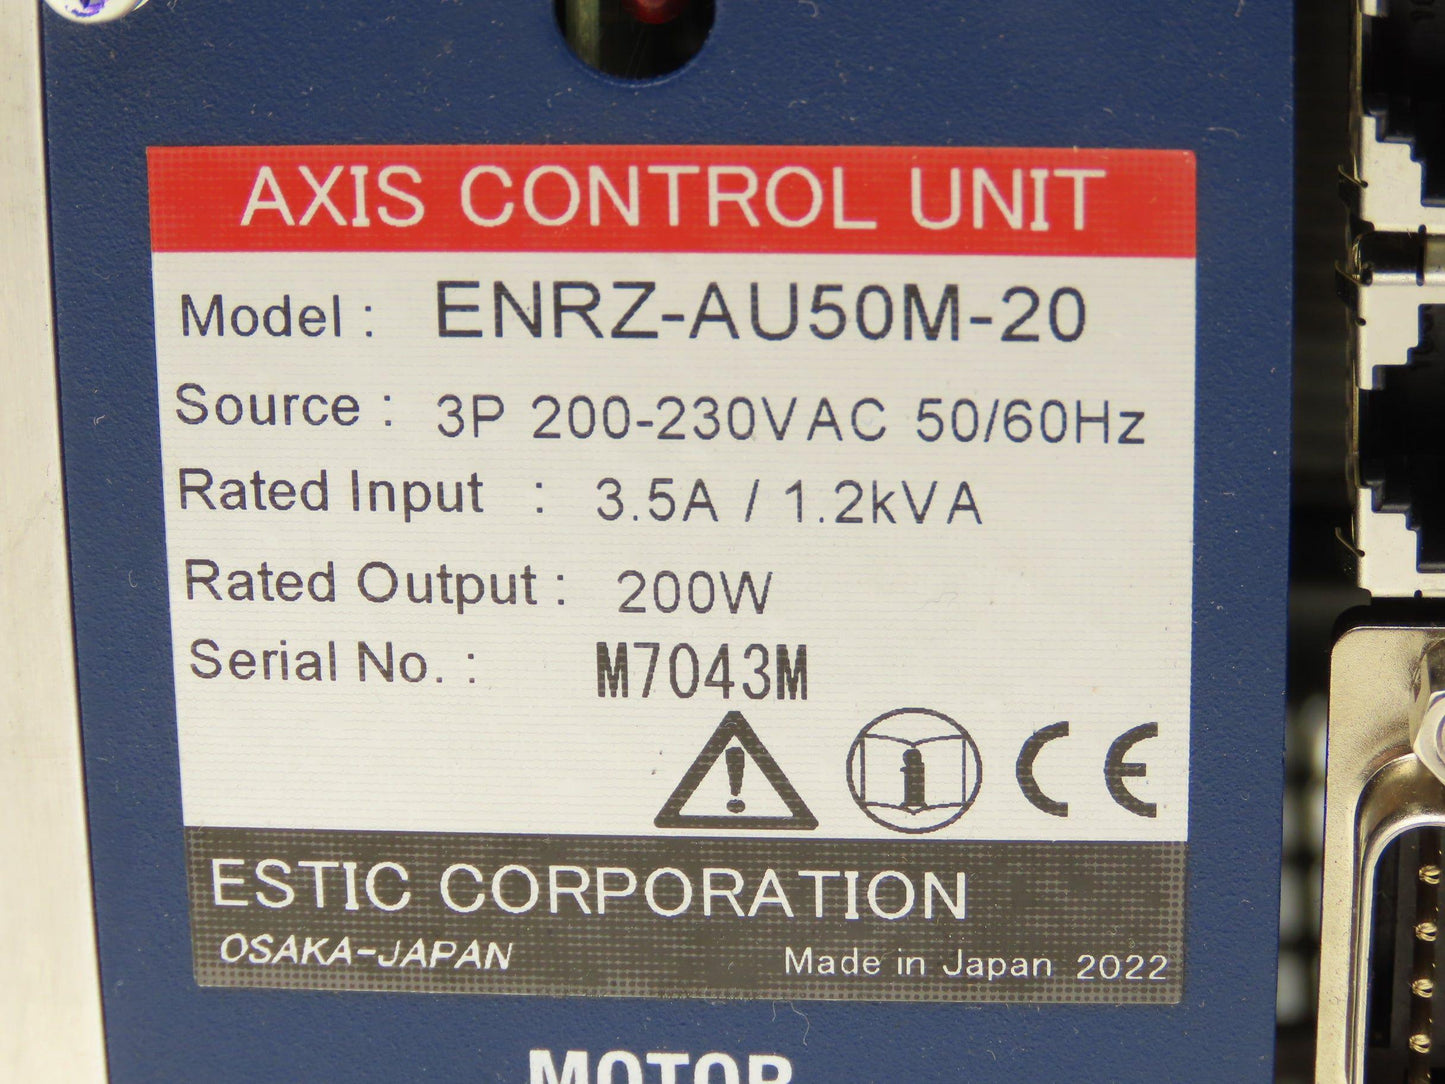 AXIS CONTROL UNIT
Model : ENRZ-AU50M-20
Source : 3P 200-230VAC 50/60Hz
Rated Input : 3.5A / 1.2kVA
Rated Output : 200W
Serial No. : M7043M
CE
ESTIC CORPORATION
OSAKA-JAPAN
Made in Japan 2022
MOTOR